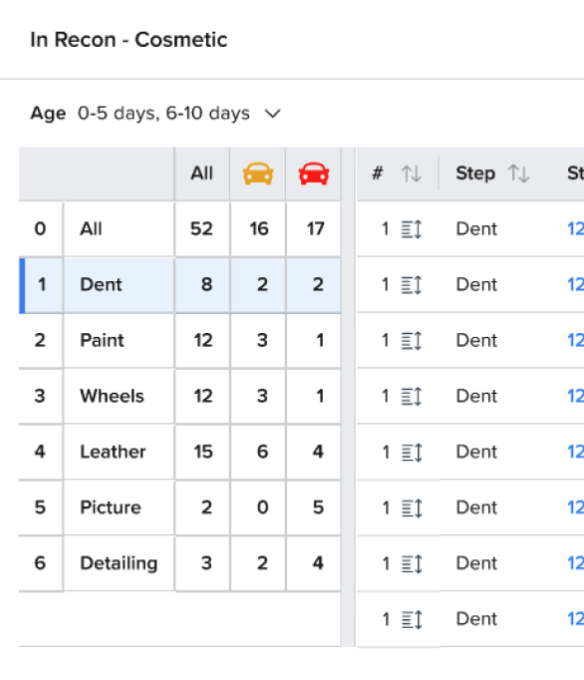 In Recon - Cosmetic
Age 0-5 days, 6-10 days
All # Step St
0 All 52 16 17 1 Dent 12
1 Dent 8 2 2 1 Dent 12
2 Paint 12 3 1 1 Dent 12
3 Wheels 12 3 1 1 Dent 12
4 Leather 15 6 4 1 Dent 12
5 Picture 2 0 5 1 Dent 12
6 Detailing 3 2 4 1 Dent 12
1 Dent 12